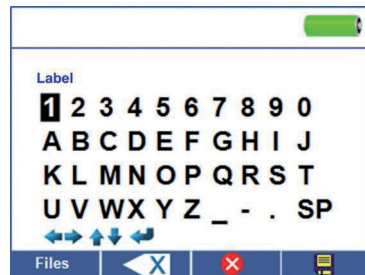 Label
1 2 3 4 5 6 7 8 9 0
A B C D E F G H I J
K L M N O P Q R S T
U V W X Y Z _ - . SP
Files X